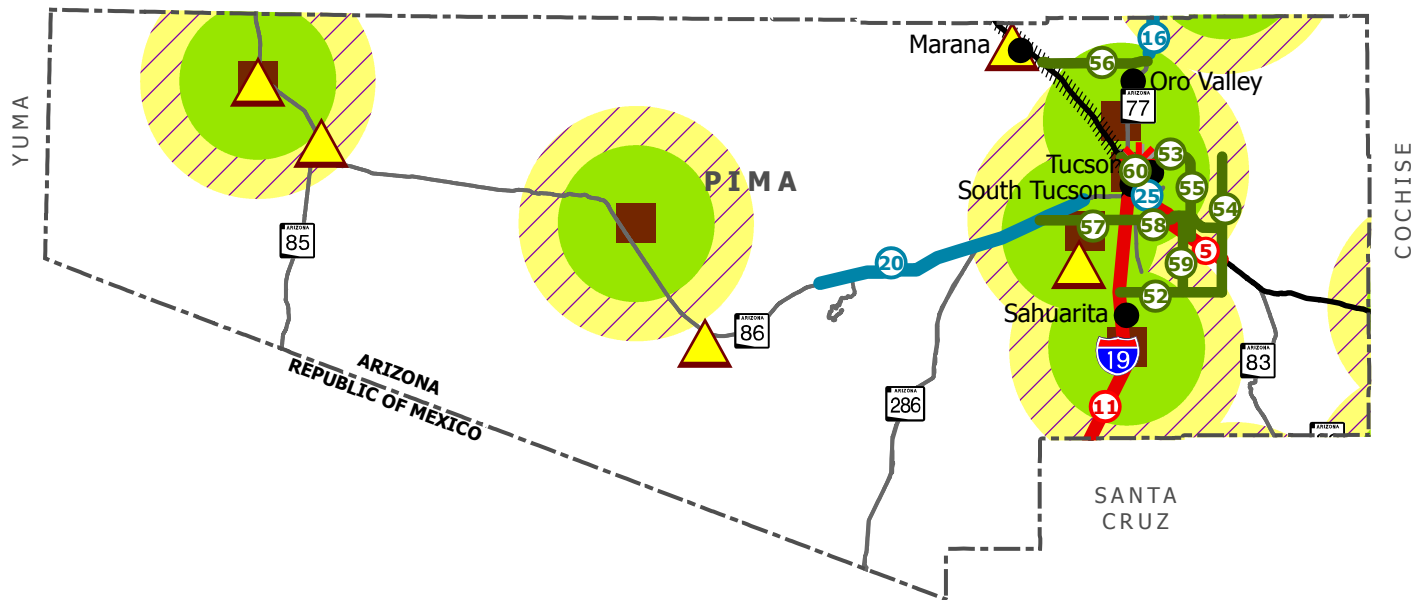 16
Marana
56
Oro Valley
ARIZONA
77
YUMA
COCHISE
53
Tucson
60
PIMA
55
South Tucson
25
54
57
58
ARIZONA
85
5
20
59
52
Sahuarita
ARIZONA
86
19
ARIZONA
83
ARIZONA
REPUBLIC OF MEXICO
ARIZONA
286
11
ARIZONA
SANTA
CRUZ